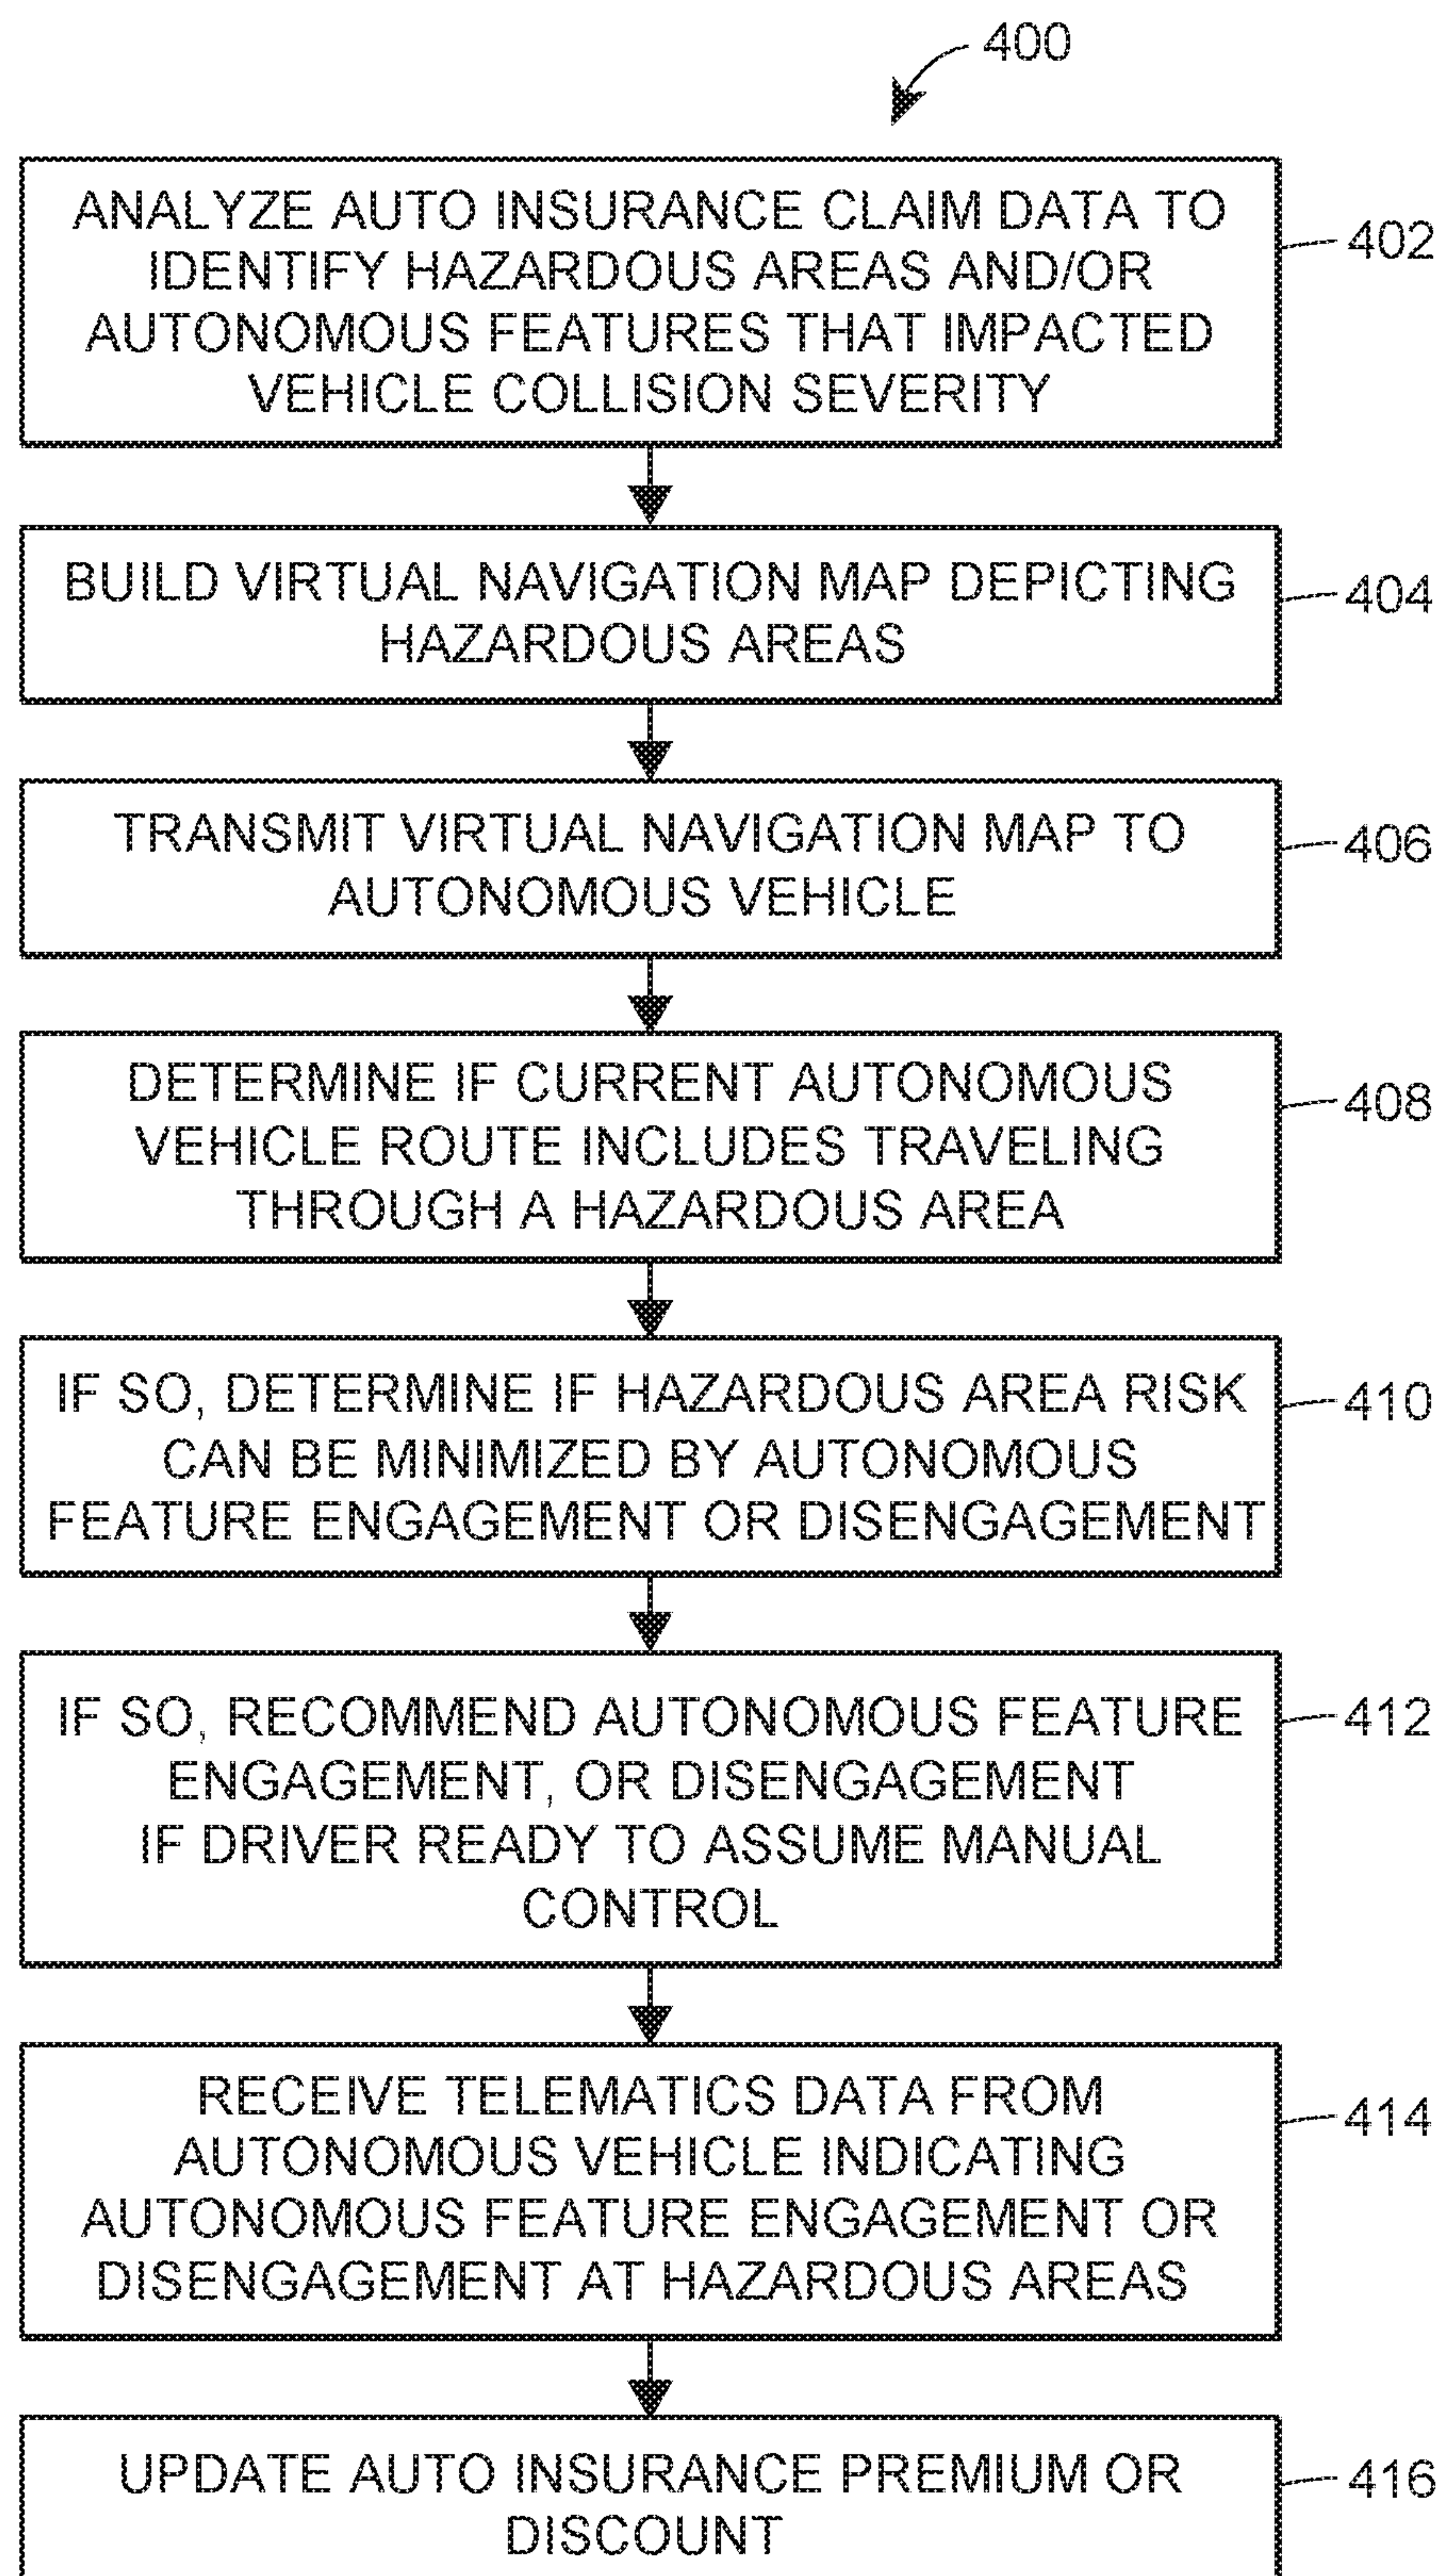 400
ANALYZE AUTO INSURANCE CLAIM DATA TO
IDENTIFY HAZARDOUS AREAS AND/OR
AUTONOMOUS FEATURES THAT IMPACTED
VEHICLE COLLISION SEVERITY
402
BUILD VIRTUAL NAVIGATION MAP DEPICTING
HAZARDOUS AREAS
404
TRANSMIT VIRTUAL NAVIGATION MAP TO
AUTONOMOUS VEHICLE
406
DETERMINE IF CURRENT AUTONOMOUS
VEHICLE ROUTE INCLUDES TRAVELING
THROUGH A HAZARDOUS AREA
408
IF SO, DETERMINE IF HAZARDOUS AREA RISK
CAN BE MINIMIZED BY AUTONOMOUS
FEATURE ENGAGEMENT OR DISENGAGEMENT
410
IF SO, RECOMMEND AUTONOMOUS FEATURE
ENGAGEMENT, OR DISENGAGEMENT
IF DRIVER READY TO ASSUME MANUAL
CONTROL
412
RECEIVE TELEMATICS DATA FROM
AUTONOMOUS VEHICLE INDICATING
AUTONOMOUS FEATURE ENGAGEMENT OR
DISENGAGEMENT AT HAZARDOUS AREAS
414
UPDATE AUTO INSURANCE PREMIUM OR
DISCOUNT
416